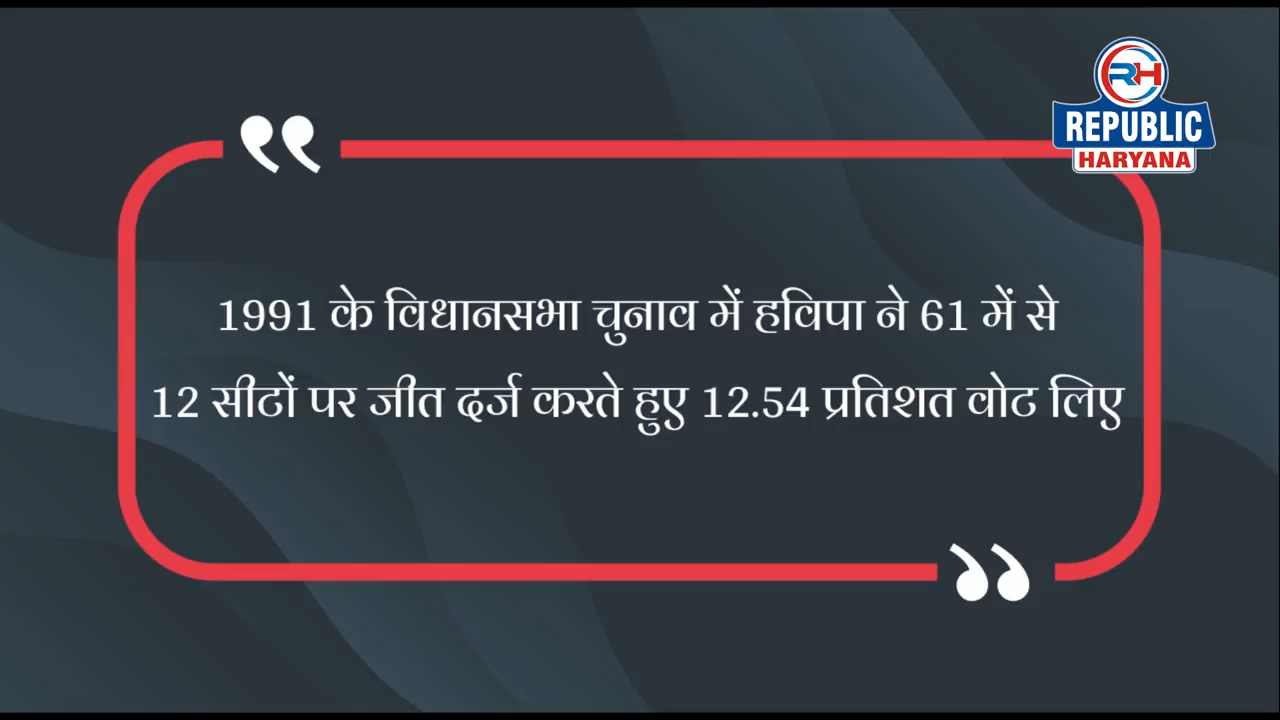 RH
REPUBLIC
HARYANA
1991 के विधानसभा चुनाव में हविपा ने 61 में से
12 सीटों पर जीत दर्ज करते हुए 12.54 प्रतिशत वोट लिए